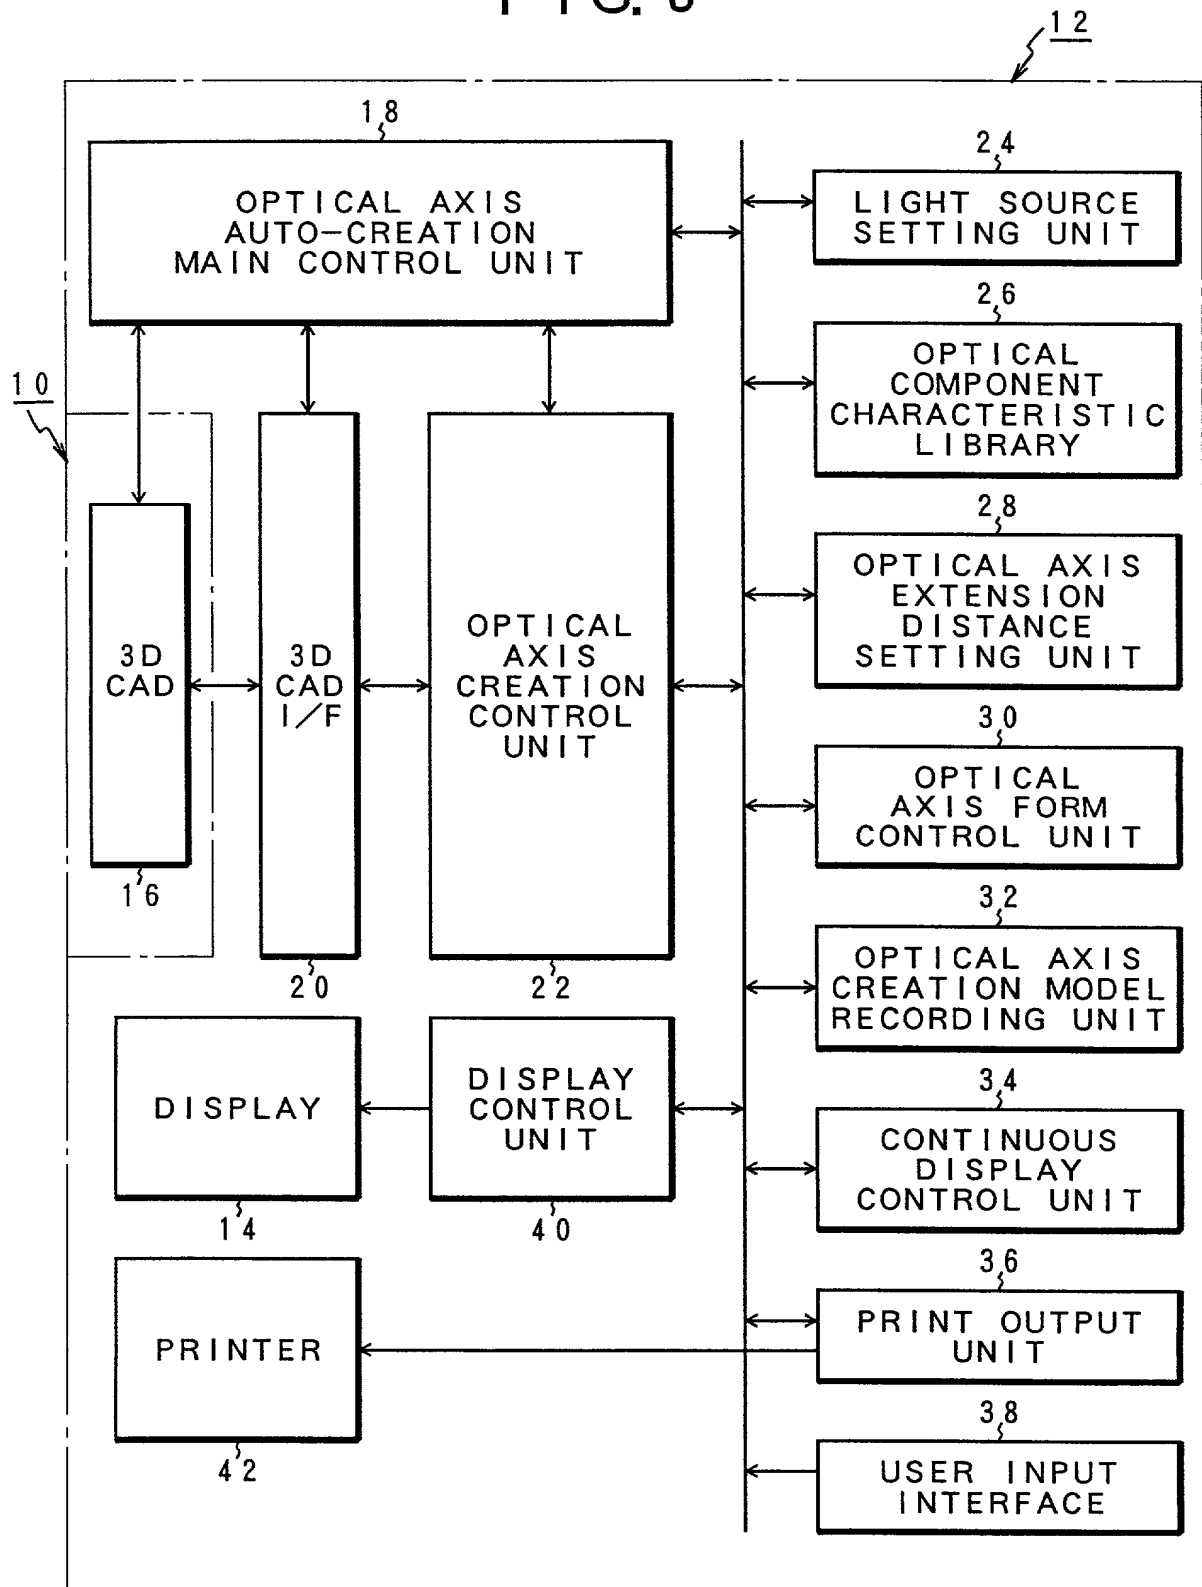 12
18
OPTICAL AXIS
AUTO-CREATION
MAIN CONTROL UNIT
24
LIGHT SOURCE
SETTING UNIT
26
OPTICAL
COMPONENT
CHARACTERISTIC
LIBRARY
10
28
OPTICAL AXIS
EXTENSION
DISTANCE
SETTING UNIT
3D
CAD
16
3D
CAD
I/F
20
OPTICAL
AXIS
CREATION
CONTROL
UNIT
22
30
OPTICAL
AXIS FORM
CONTROL UNIT
32
OPTICAL AXIS
CREATION MODEL
RECORDING UNIT
DISPLAY
14
DISPLAY
CONTROL
UNIT
40
34
CONTINUOUS
DISPLAY
CONTROL UNIT
PRINTER
42
36
PRINT OUTPUT
UNIT
38
USER INPUT
INTERFACE